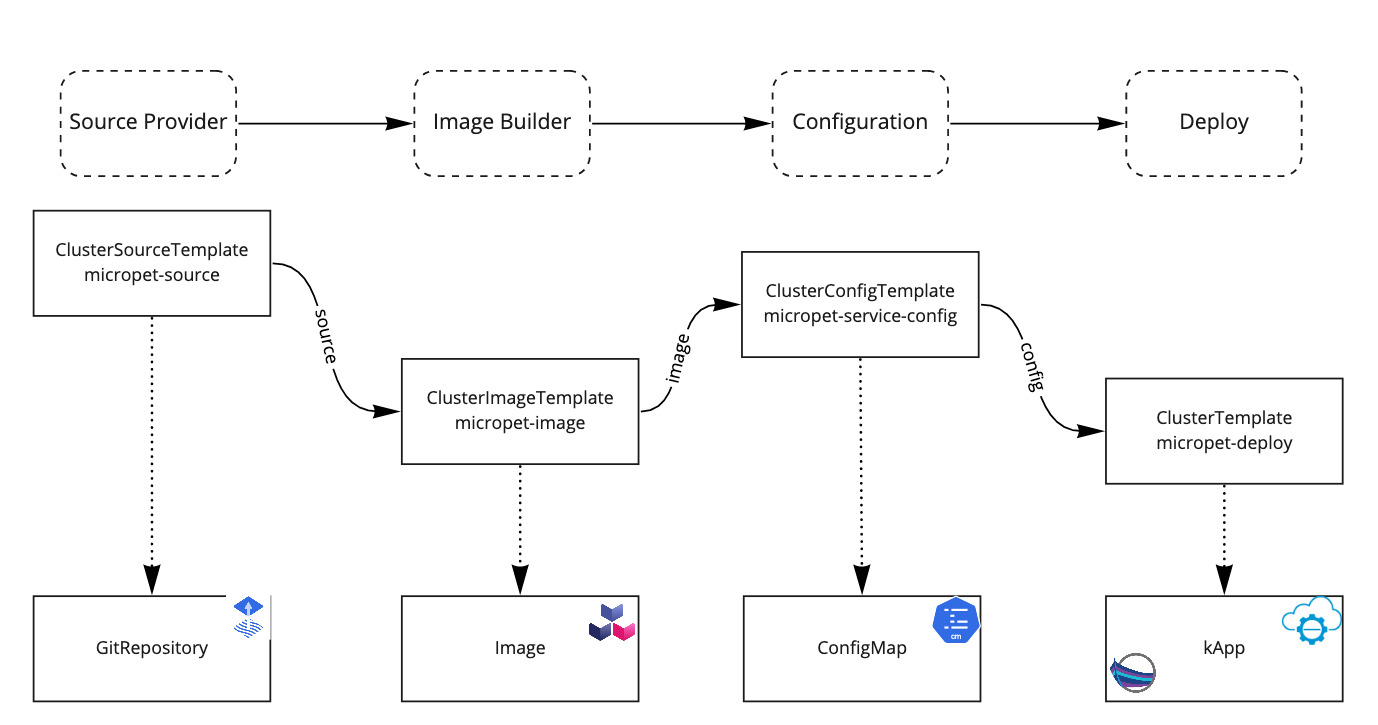 Source Provider
Image Builder
Configuration
Deploy
ClusterSourceTemplate
micropet-source
source
ClusterImageTemplate
micropet-image
image
ClusterConfigTemplate
micropet-service-config
config
ClusterTemplate
micropet-deploy
GitRepository
Image
ConfigMap
cm
kApp